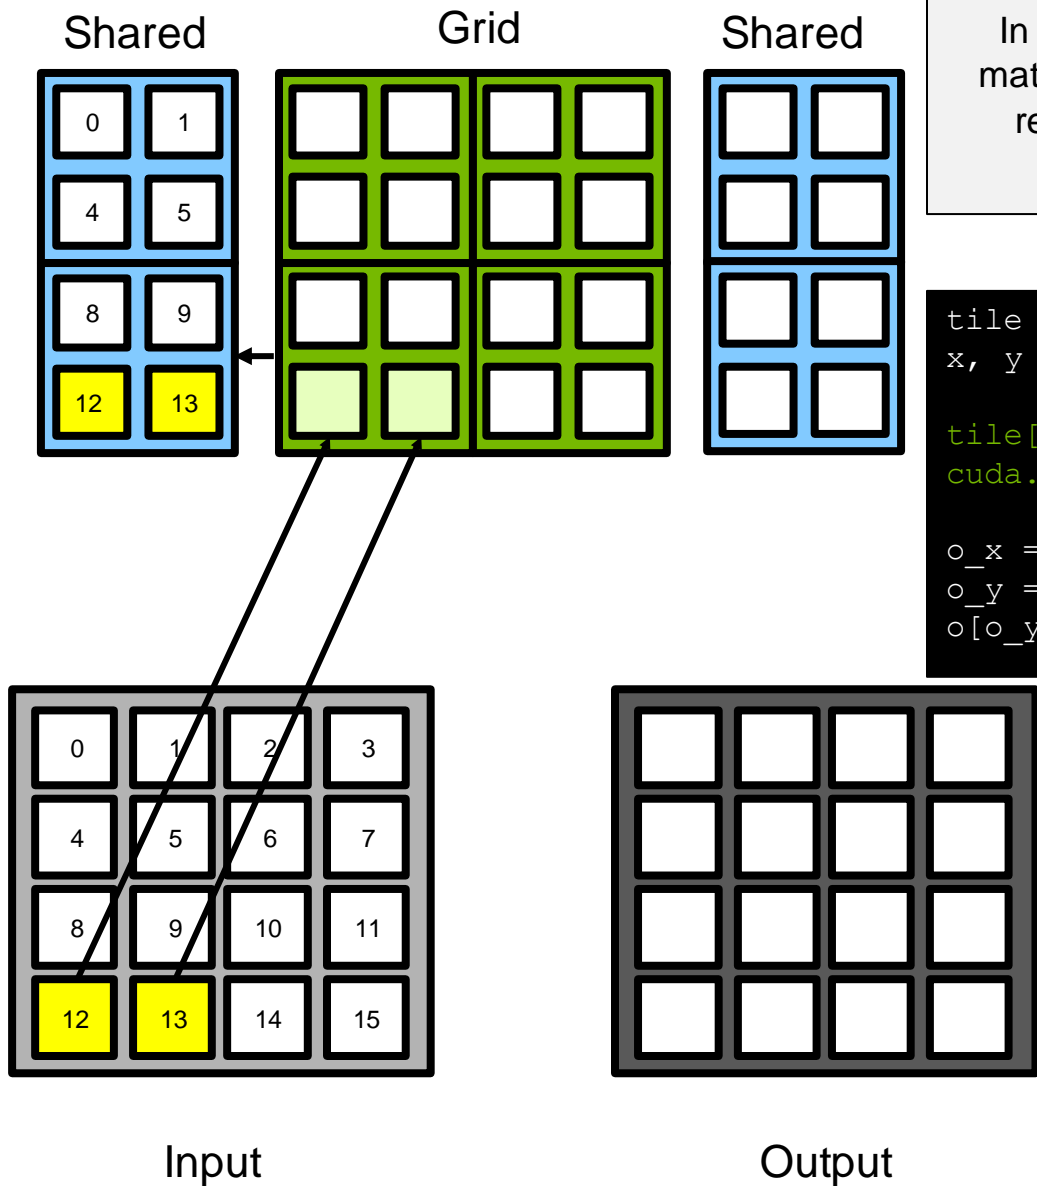 Shared Grid Shared
In
mat
re
0 1
4 5
8 9
12 13
tile
x, y
tile[
cuda.
o_x =
o_y =
o[o_y
0 1 2 3
4 5 6 7
8 9 10 11
12 13 14 15
Input Output